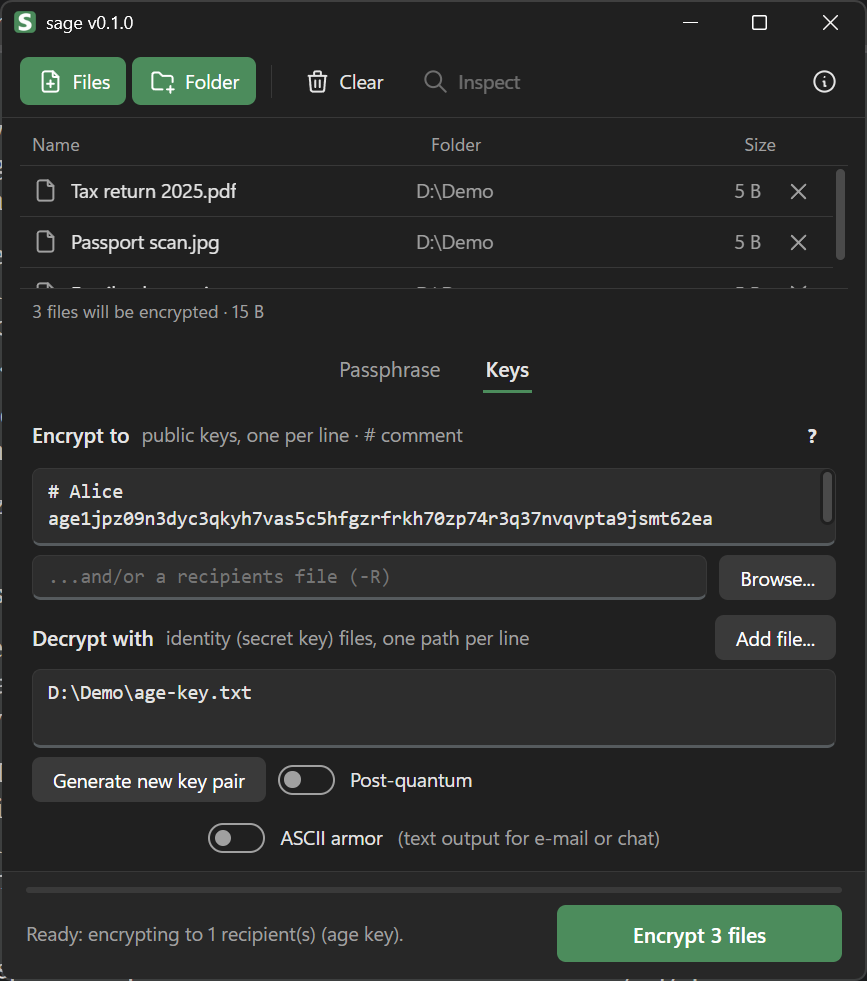 S sage v0.1.0
Files Folder Clear Inspect
Name Folder Size
Tax return 2025.pdf D:\Demo 5 B
Passport scan.jpg D:\Demo 5 B
3 files will be encrypted · 15 B
Passphrase Keys
Encrypt to public keys, one per line · # comment ?
# Alice
age1jpz09n3dyc3qkyh7vas5c5hfgzrfrkh70zp74r3q37nvqvpta9jsmt62ea
...and/or a recipients file (-R) Browse...
Decrypt with identity (secret key) files, one path per line Add file...
D:\Demo\age-key.txt
Generate new key pair Post-quantum
ASCII armor (text output for e-mail or chat)
Ready: encrypting to 1 recipient(s) (age key). Encrypt 3 files